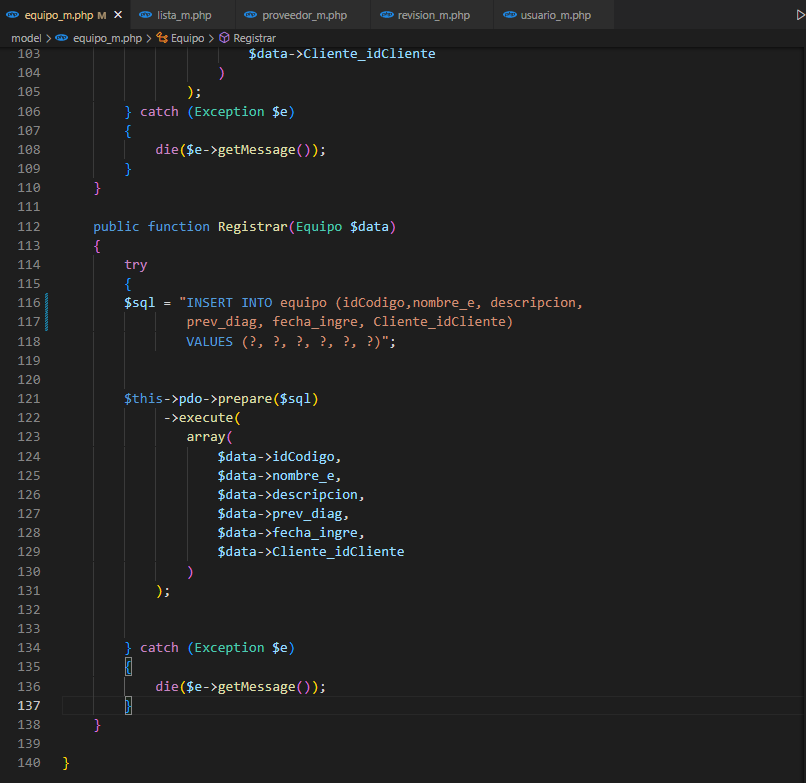 equipo_m.php M × lista_m.php proveedor_m.php revision_m.php usuario_m.php
model > equipo_m.php > Equipo > Registrar
103 $data->Cliente_idCliente
104 )
105 );
106 } catch (Exception $e)
107 {
108 die($e->getMessage());
109 }
110 }
111
112 public function Registrar(Equipo $data)
113 {
114 try
115 {
116 $sql = "INSERT INTO equipo (idCodigo,nombre_e, descripcion,
117 prev_diag, fecha_ingre, Cliente_idCliente)
118 VALUES (?, ?, ?, ?, ?, ?)";
119
120
121 $this->pdo->prepare($sql)
122 ->execute(
123 array(
124 $data->idCodigo,
125 $data->nombre_e,
126 $data->descripcion,
127 $data->prev_diag,
128 $data->fecha_ingre,
129 $data->Cliente_idCliente
130 )
131 );
132
133
134 } catch (Exception $e)
135 {
136 die($e->getMessage());
137 }
138 }
139
140 }